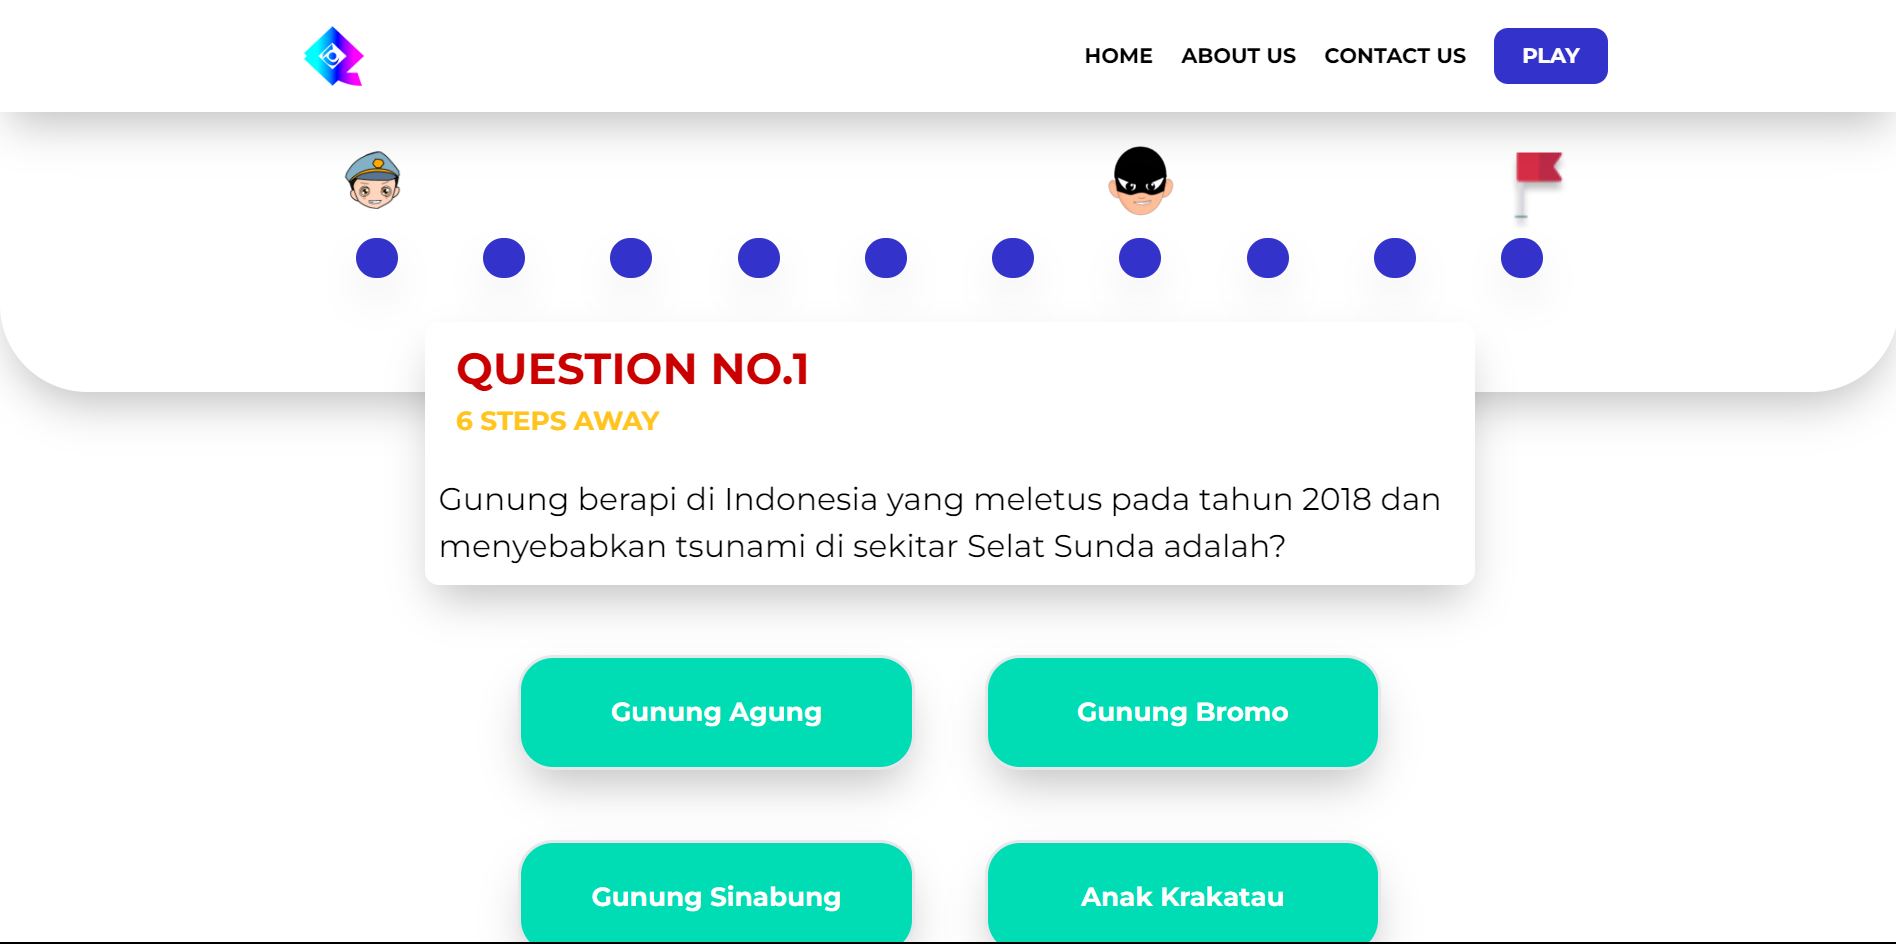 HOME ABOUT US CONTACT US PLAY
QUESTION NO.1
6 STEPS AWAY
Gunung berapi di Indonesia yang meletus pada tahun 2018 dan
menyebabkan tsunami di sekitar Selat Sunda adalah?
Gunung Agung Gunung Bromo
Gunung Sinabung Anak Krakatau